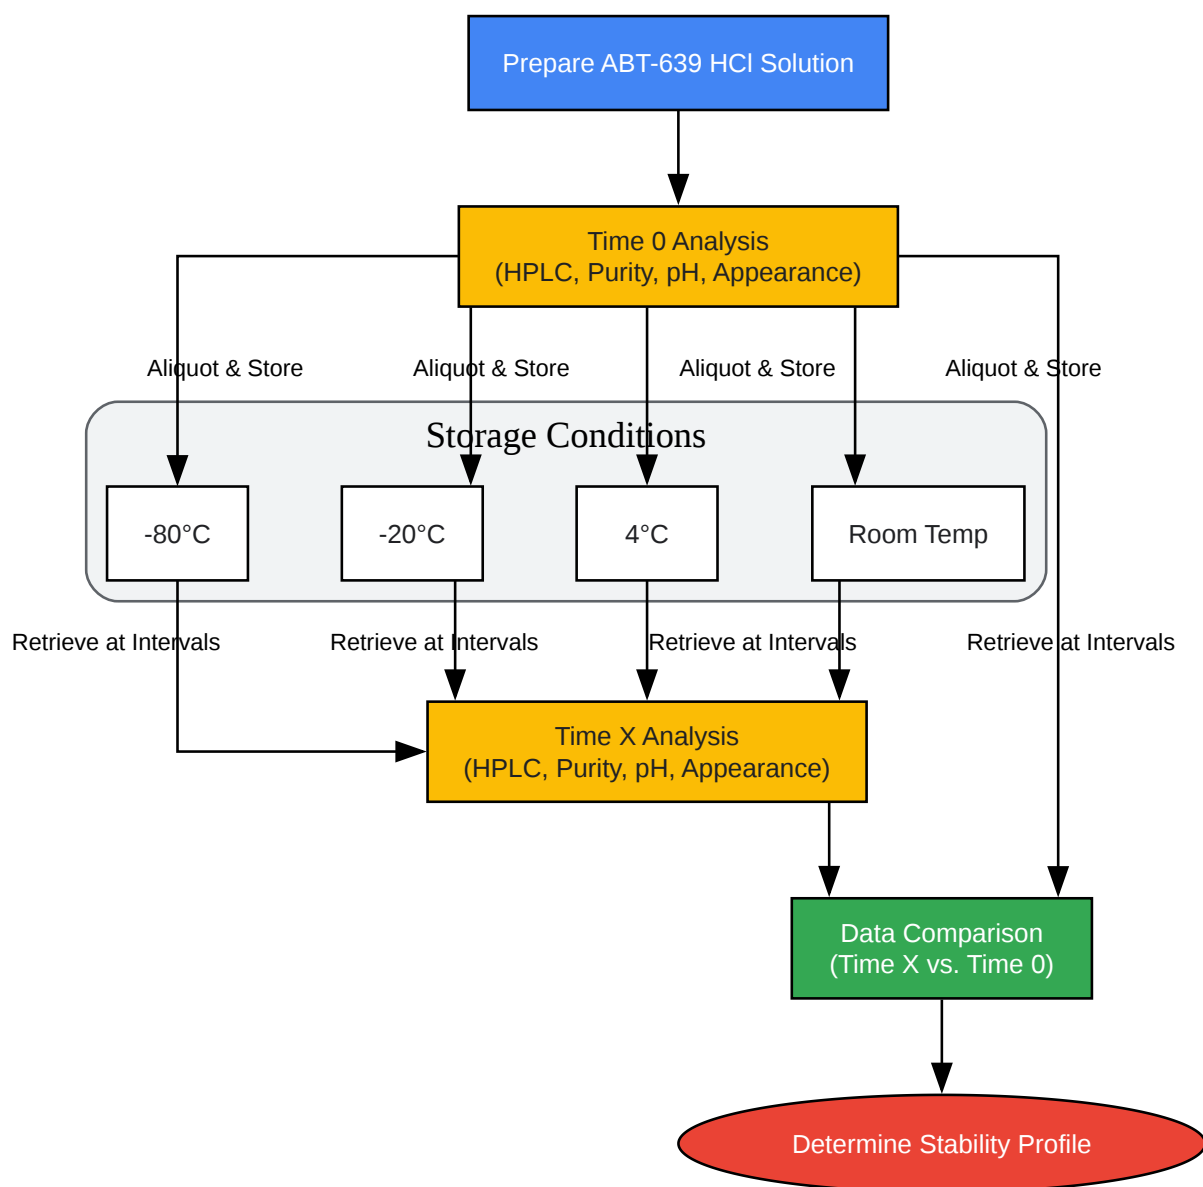 Prepare ABT-639 HCl Solution
Time 0 Analysis
(HPLC, Purity, pH, Appearance)
Aliquot & Store
Aliquot & Store
Aliquot & Store
Aliquot & Store
Storage Conditions
-80°C
-20°C
4°C
Room Temp
Retrieve at Intervals
Retrieve at Intervals
Retrieve at Intervals
Retrieve at Intervals
Time X Analysis
(HPLC, Purity, pH, Appearance)
Data Comparison
(Time X vs. Time 0)
Determine Stability Profile